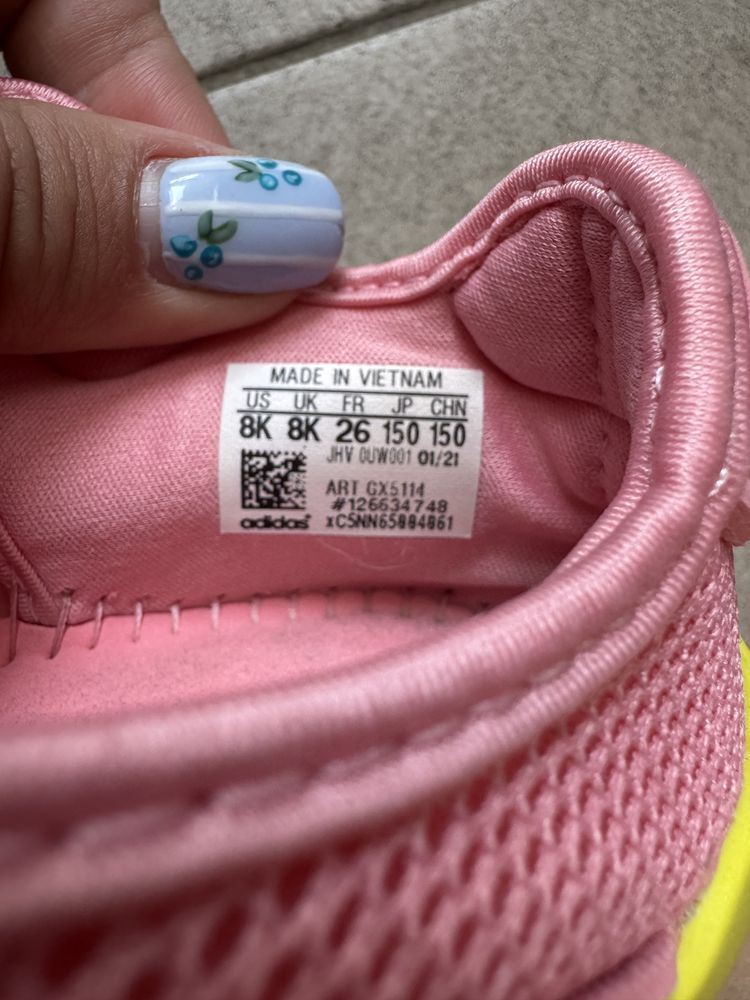 MADE IN VIETNAM
US UK FR JP CHN
8K 8K 26 150 150
JHV 0UW001 01/21
ART GX5114
#126634748
adidas